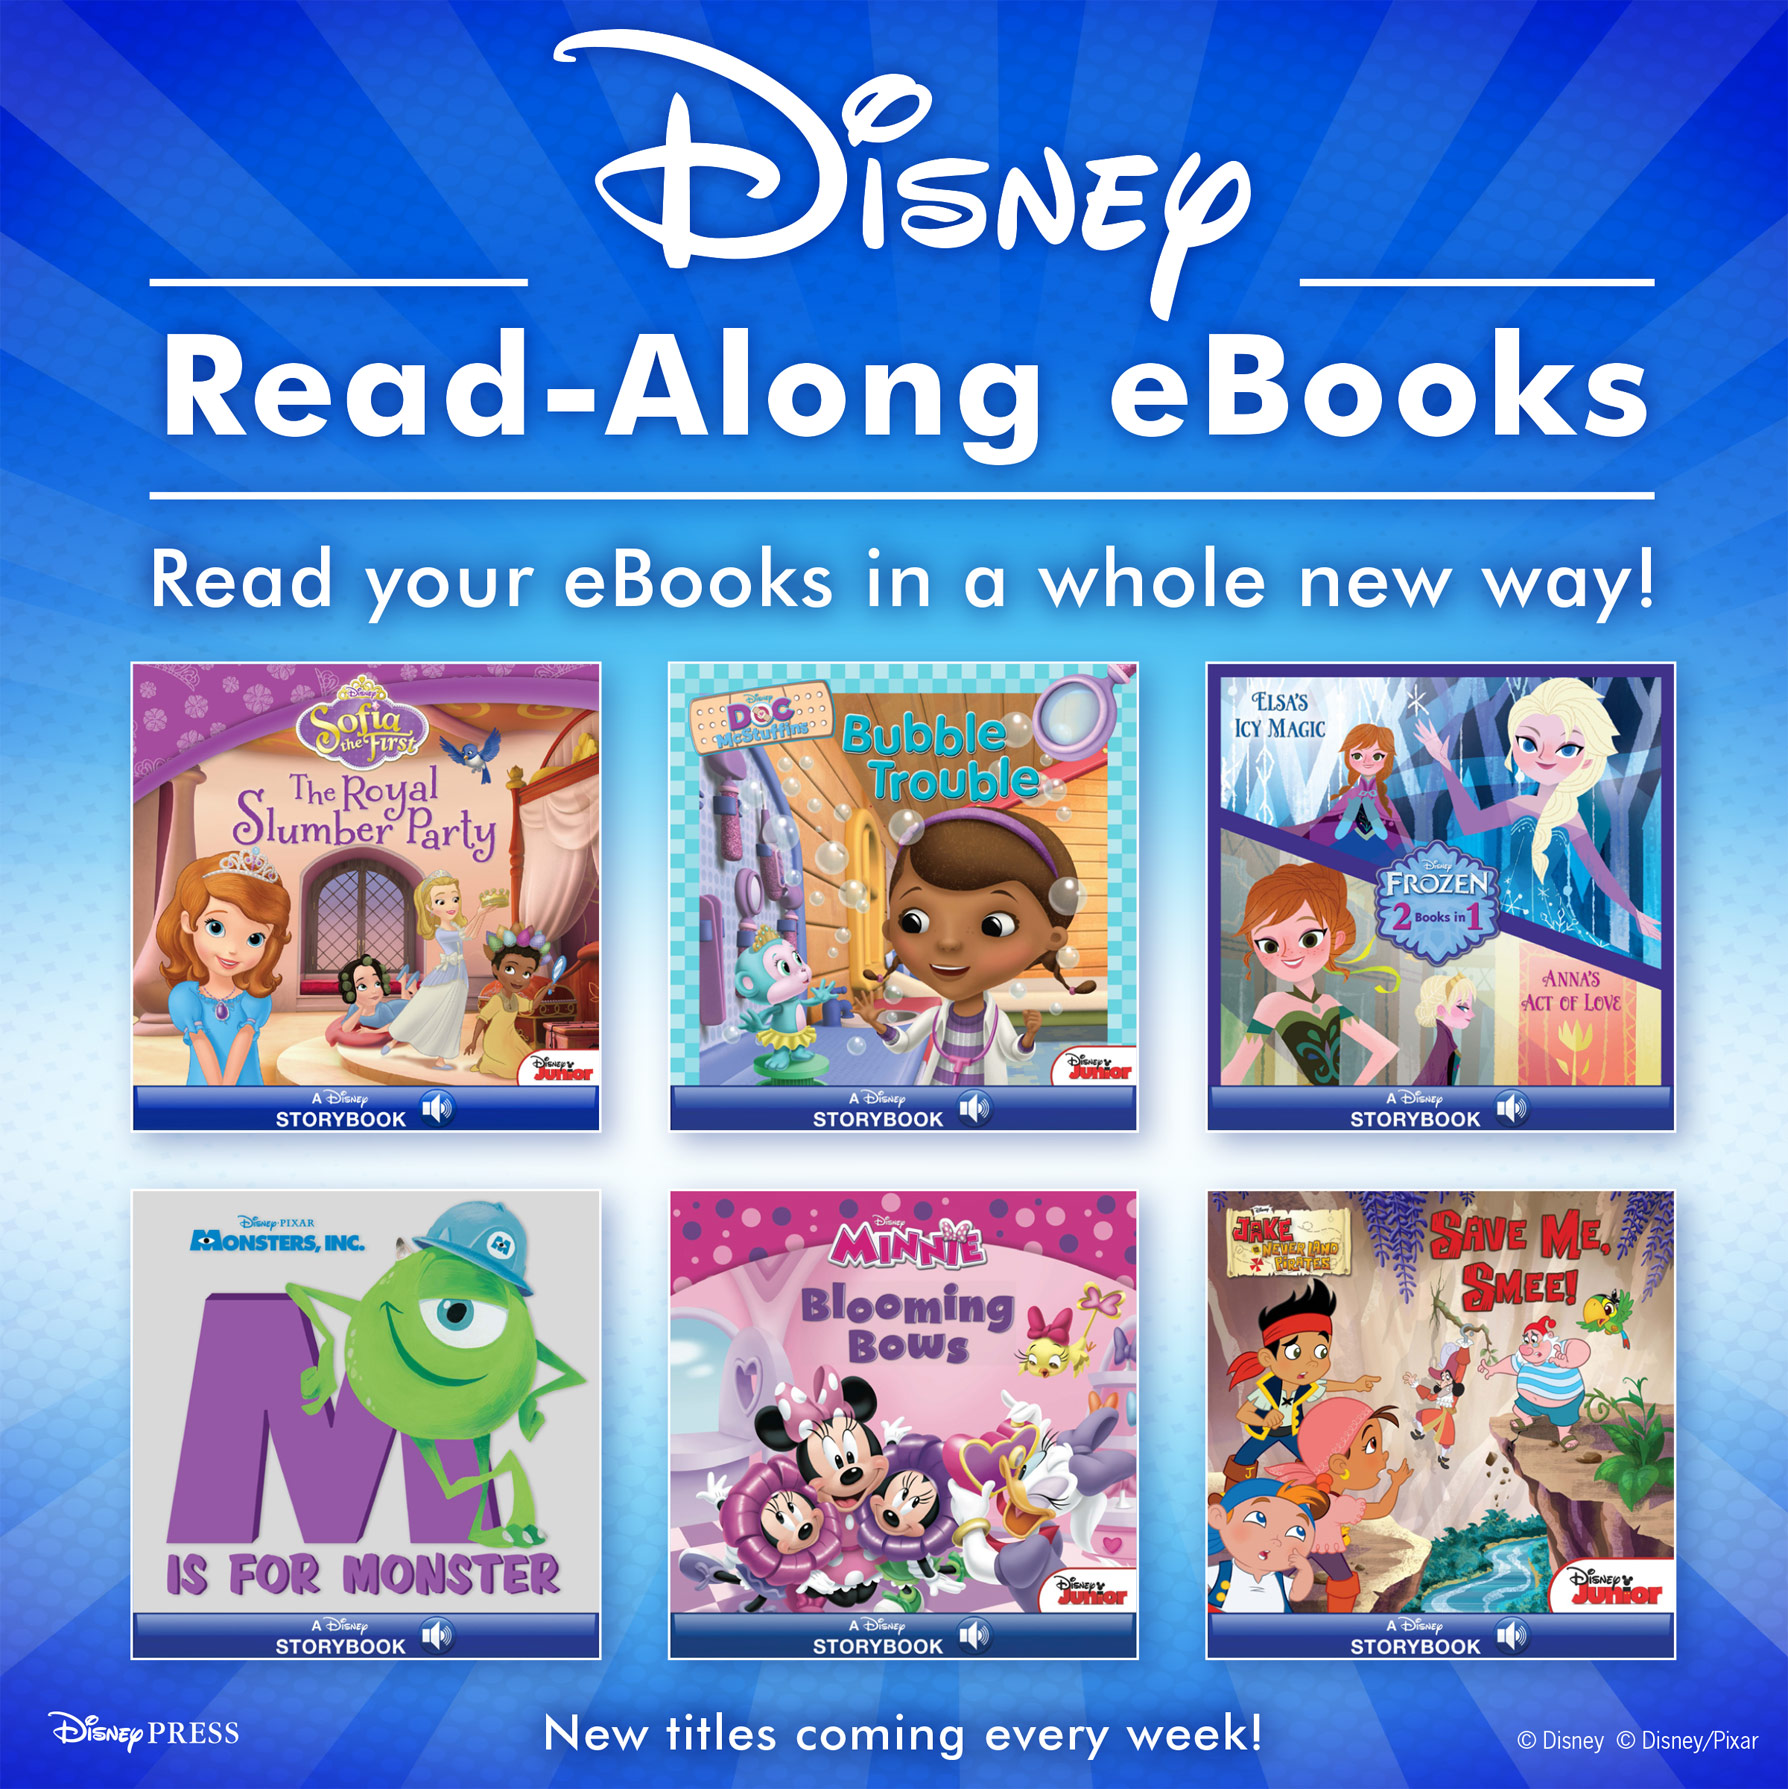 Disney
Read-Along eBooks
Read your eBooks in a whole new way!
Disney
Sofia
the First
The Royal
Slumber Party
Disney Junior
A Disney
STORYBOOK
Disney
DOC
McStuffins
Bubble
Trouble
Disney Junior
A Disney
STORYBOOK
ELSA'S
ICY MAGIC
Disney
FROZEN
2 Books in 1
ANNA'S
ACT OF LOVE
A Disney
STORYBOOK
Disney·PIXAR
MONSTERS, INC.
M
IS FOR MONSTER
A Disney
STORYBOOK
Disney
MINNIE
Blooming
Bows
Disney Junior
A Disney
STORYBOOK
Disney
JAKE
AND THE
NEVER LAND
PIRATES
SAVE ME,
SMEE!
Disney Junior
A Disney
STORYBOOK
Disney PRESS
New titles coming every week!
© Disney © Disney/Pixar